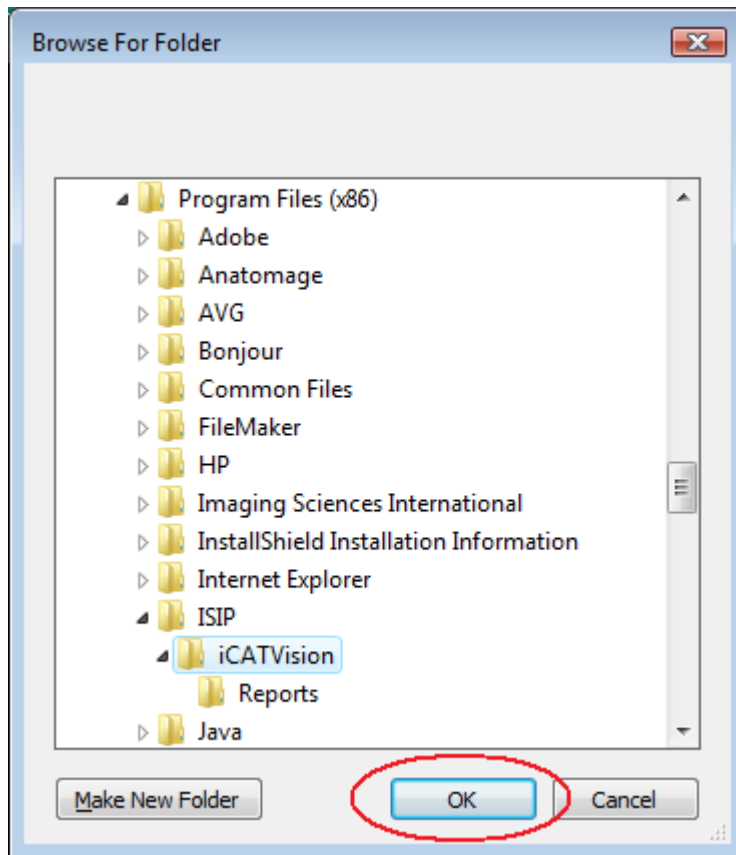 Browse For Folder
Program Files (x86)
Adobe
Anatomage
AVG
Bonjour
Common Files
FileMaker
HP
Imaging Sciences International
InstallShield Installation Information
Internet Explorer
ISIP
iCATVision
Reports
Java
Make New Folder OK Cancel